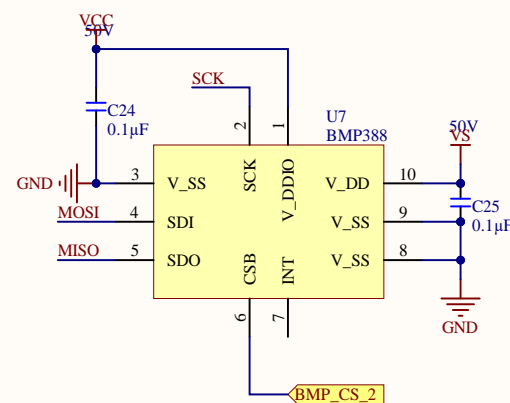 VCC
50V
SCK
C24
0.1µF
U7
BMP388
50V
VS
2
1
GND
3
V_SS
SCK
V_DDIO
V_DD
10
MOSI
4
SDI
V_SS
9
C25
0.1µF
MISO
5
SDO
CSB
INT
V_SS
8
6
7
GND
BMP_CS_2